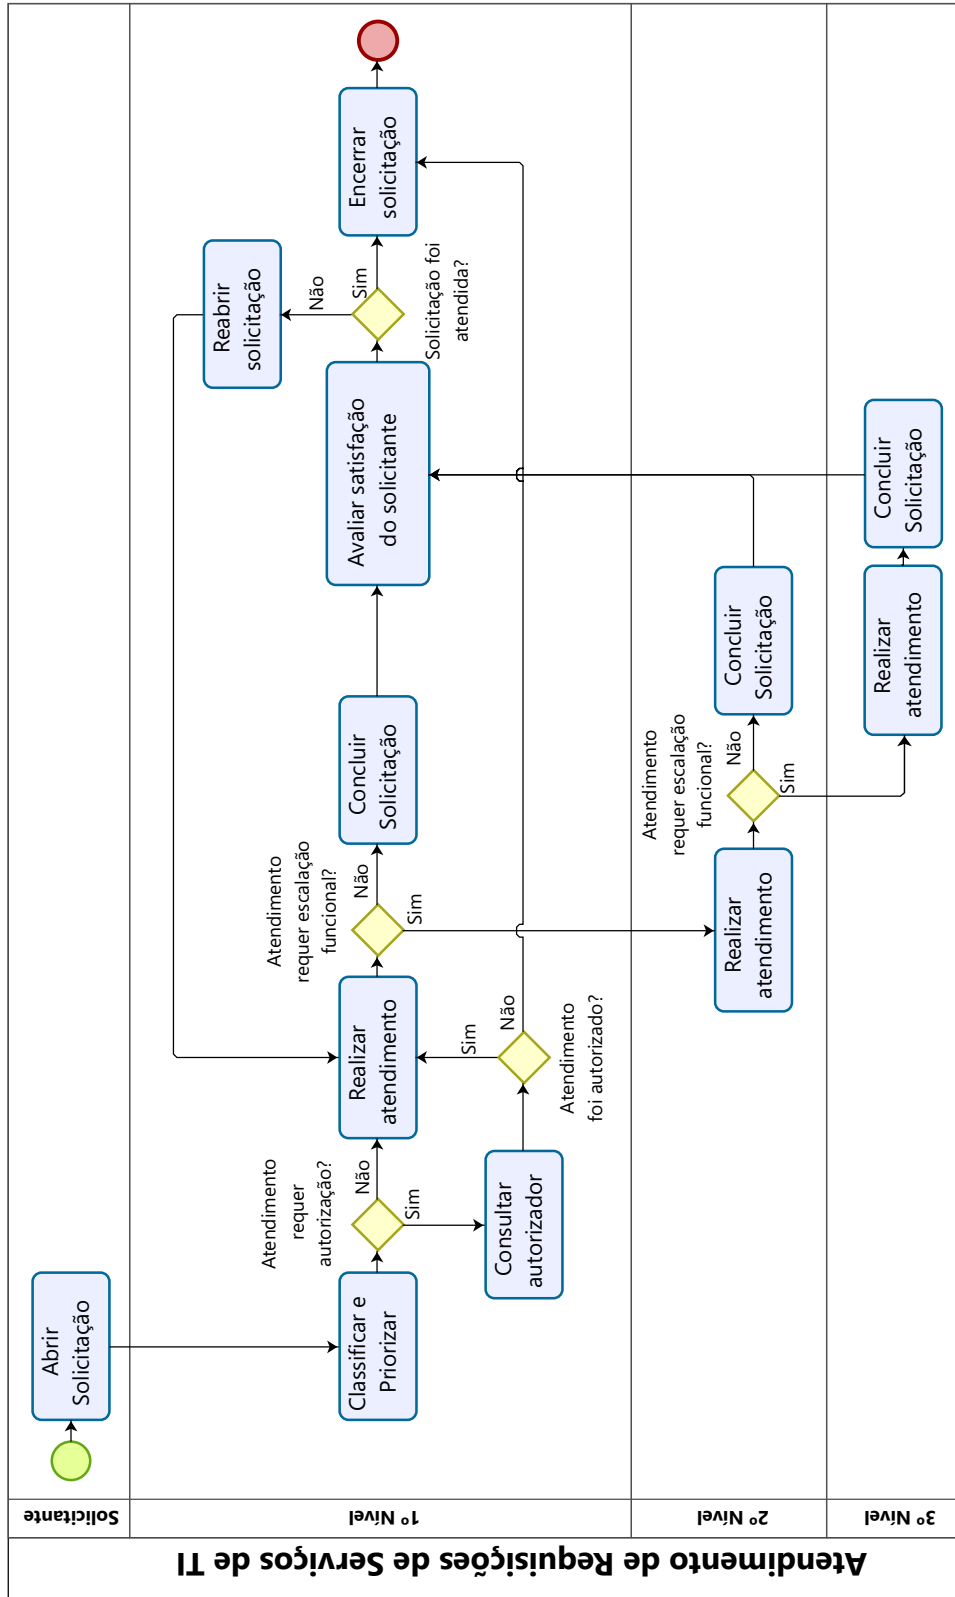 Atendimento de Requisições de Serviços de TI
Solicitante
Abrir
Solicitação
1º Nível
Classificar e
Priorizar
Atendimento
requer
autorização?
Não
Sim
Consultar
autorizador
Atendimento
foi autorizado?
Sim
Não
Realizar
atendimento
Atendimento
requer escalação
funcional?
Não
Sim
Concluir
Solicitação
Avaliar satisfação
do solicitante
Solicitação foi
atendida?
Não
Sim
Reabrir
solicitação
Encerrar
solicitação
2º Nível
Realizar
atendimento
Atendimento
requer escalação
funcional?
Não
Sim
Concluir
Solicitação
3º Nível
Realizar
atendimento
Concluir
Solicitação